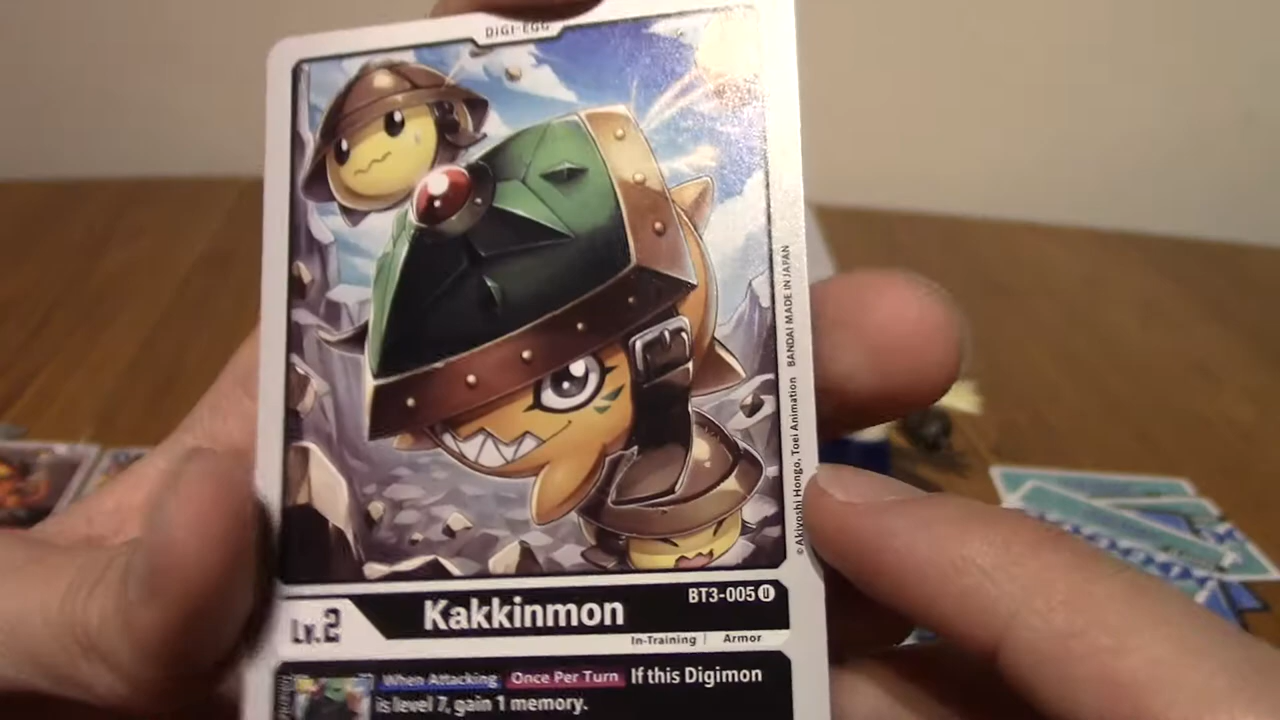 DIGI-EGG
©Akiyoshi Hongo, Toei Animation BANDAI MADE IN JAPAN
BT3-005 U
Lv.2 Kakkinmon
In-Training | Armor
When Attacking Once Per Turn If this Digimon
is level 7, gain 1 memory.